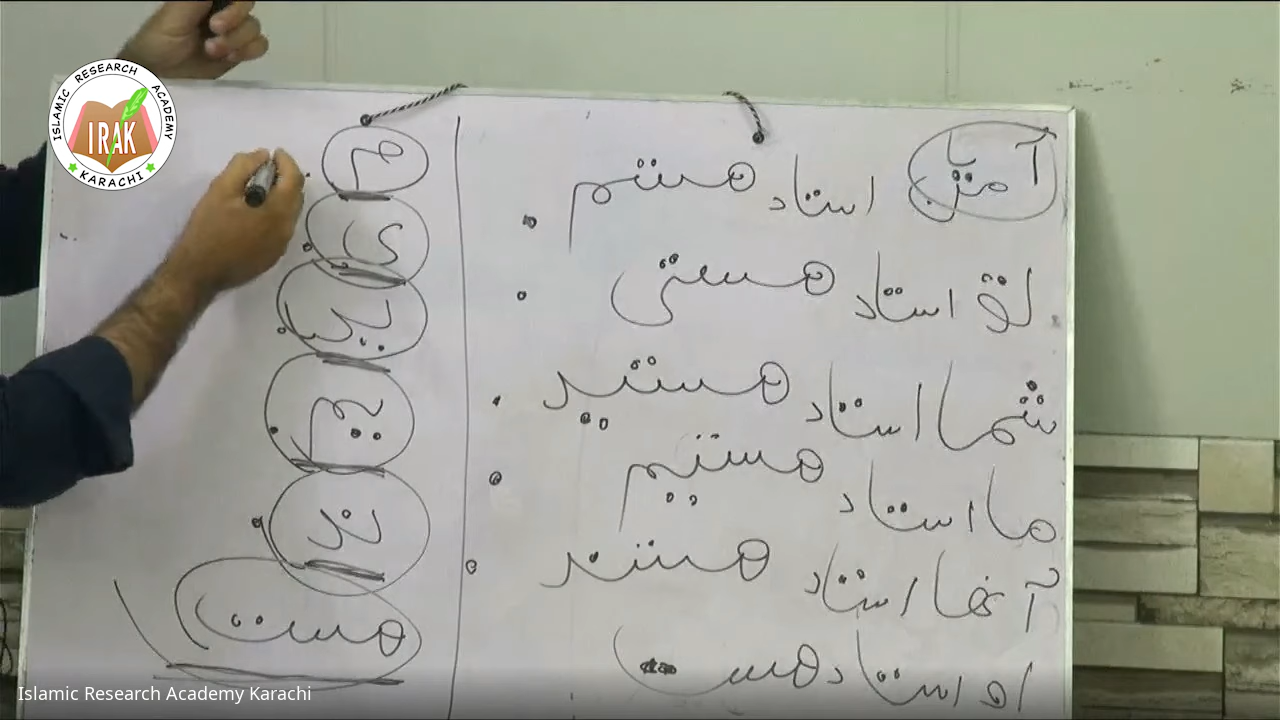 ISLAMIC RESEARCH ACADEMY
IRAK
KARACHI
آیا
من استاد هستم
تو استاد هستی
شما استاد هستید
ما استاد هستیم
آنها استاد هستند
او استاد هست
م
ی
ید
یم
ند
هست
Islamic Research Academy Karachi